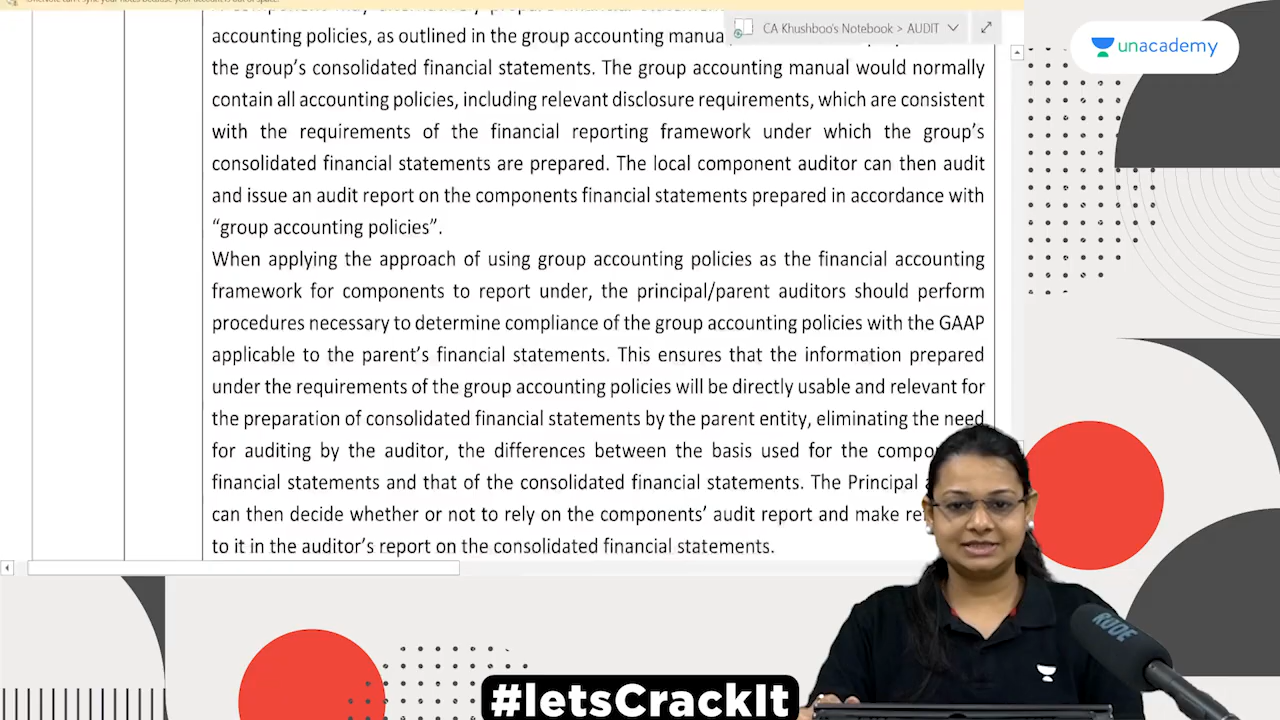 CA Khushboo's Notebook > AUDIT
unacademy
accounting policies, as outlined in the group accounting manua
the group's consolidated financial statements. The group accounting manual would normally
contain all accounting policies, including relevant disclosure requirements, which are consistent
with the requirements of the financial reporting framework under which the group's
consolidated financial statements are prepared. The local component auditor can then audit
and issue an audit report on the components financial statements prepared in accordance with
“group accounting policies”.
When applying the approach of using group accounting policies as the financial accounting
framework for components to report under, the principal/parent auditors should perform
procedures necessary to determine compliance of the group accounting policies with the GAAP
applicable to the parent's financial statements. This ensures that the information prepared
under the requirements of the group accounting policies will be directly usable and relevant for
the preparation of consolidated financial statements by the parent entity, eliminating the need
for auditing by the auditor, the differences between the basis used for the compo
financial statements and that of the consolidated financial statements. The Principal
can then decide whether or not to rely on the components' audit report and make re
to it in the auditor's report on the consolidated financial statements.
RODE
#letsCrackIt